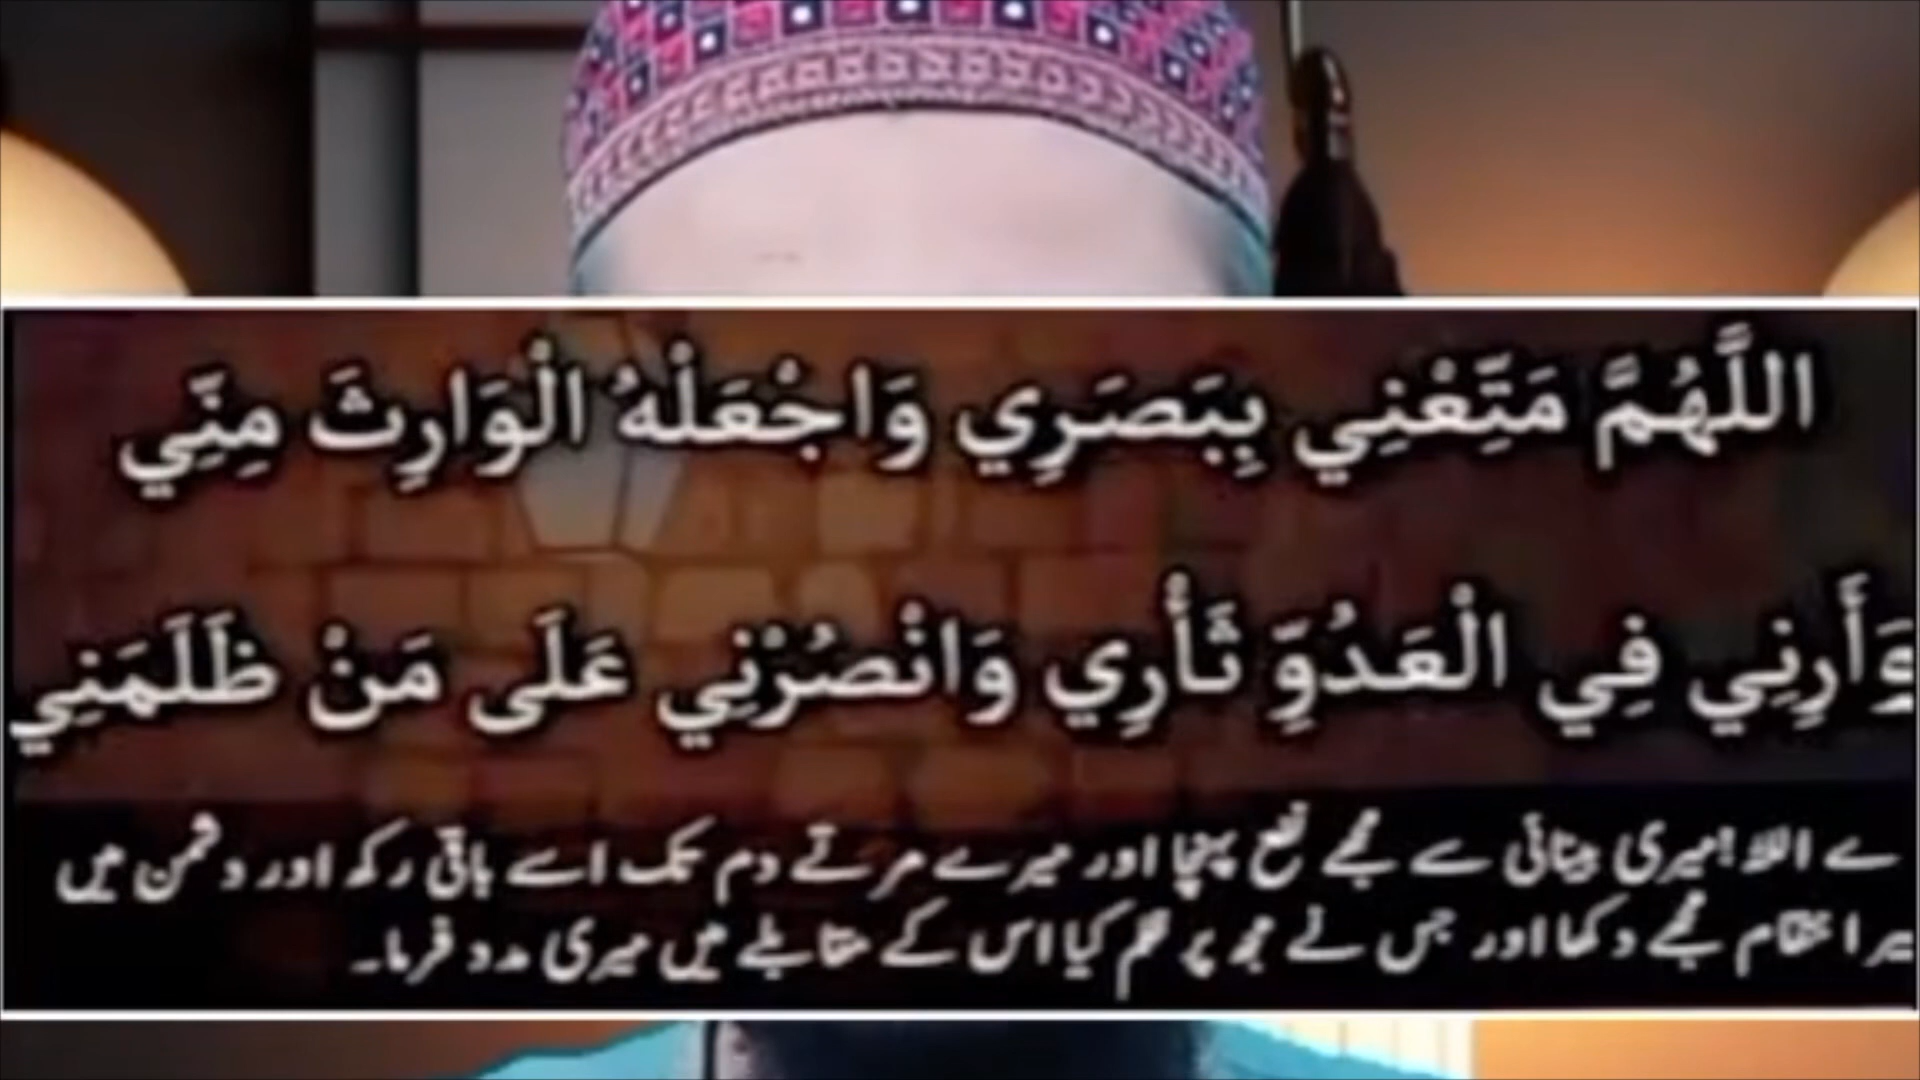 اللَّهُمَّ مَتِّعْنِي بِبَصَرِي وَاجْعَلْهُ الْوَارِثَ مِنِّي
وَأَرِنِي فِي الْعَدُوِّ ثَأْرِي وَانْصُرْنِي عَلَى مَنْ ظَلَمَنِي
ے اللہ!میری بینائی سے مجھے نفع پہنچا اور میرے مرتے دم تک اسے باقی رکھ اور دشمن میں
یرا انتقام مجھے دکھا اور جس نے مجھ پر ظلم کیا اس کے مقابلے میں میری مدد فرما۔